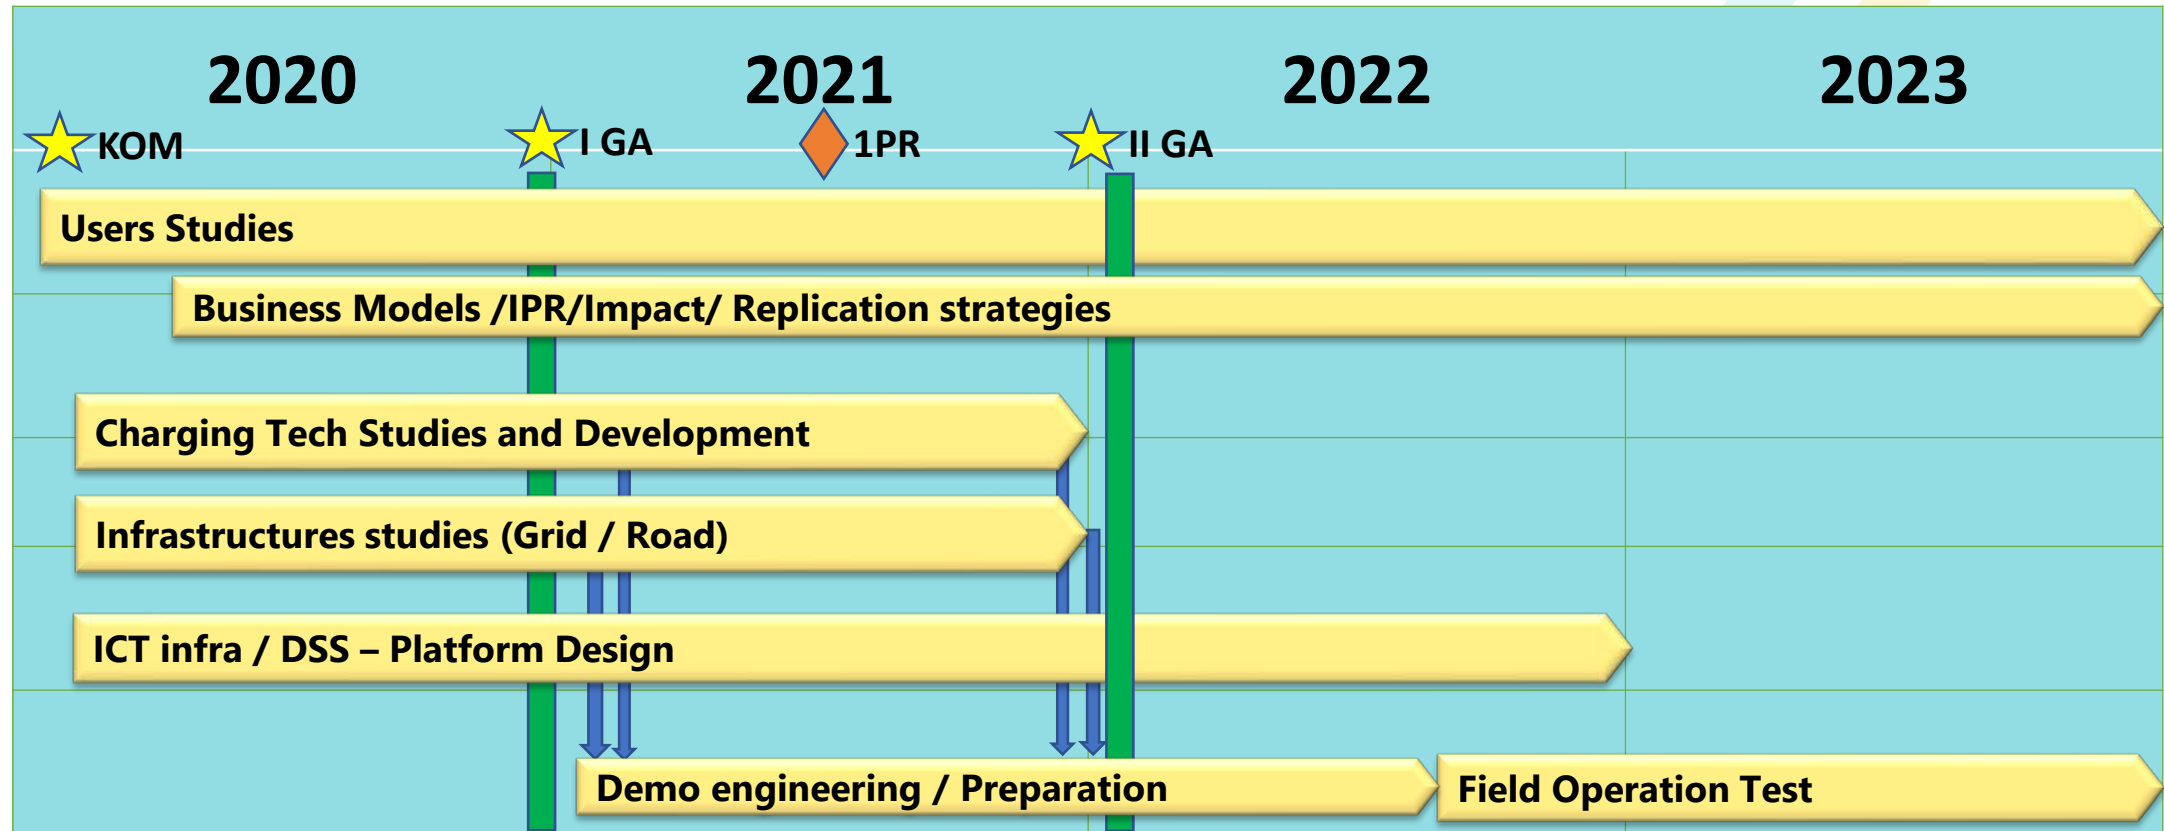 2020 2021 2022 2023
KOM I GA 1PR II GA
Users Studies
Business Models /IPR/Impact/ Replication strategies
Charging Tech Studies and Development
Infrastructures studies (Grid / Road)
ICT infra / DSS – Platform Design
Demo engineering / Preparation Field Operation Test